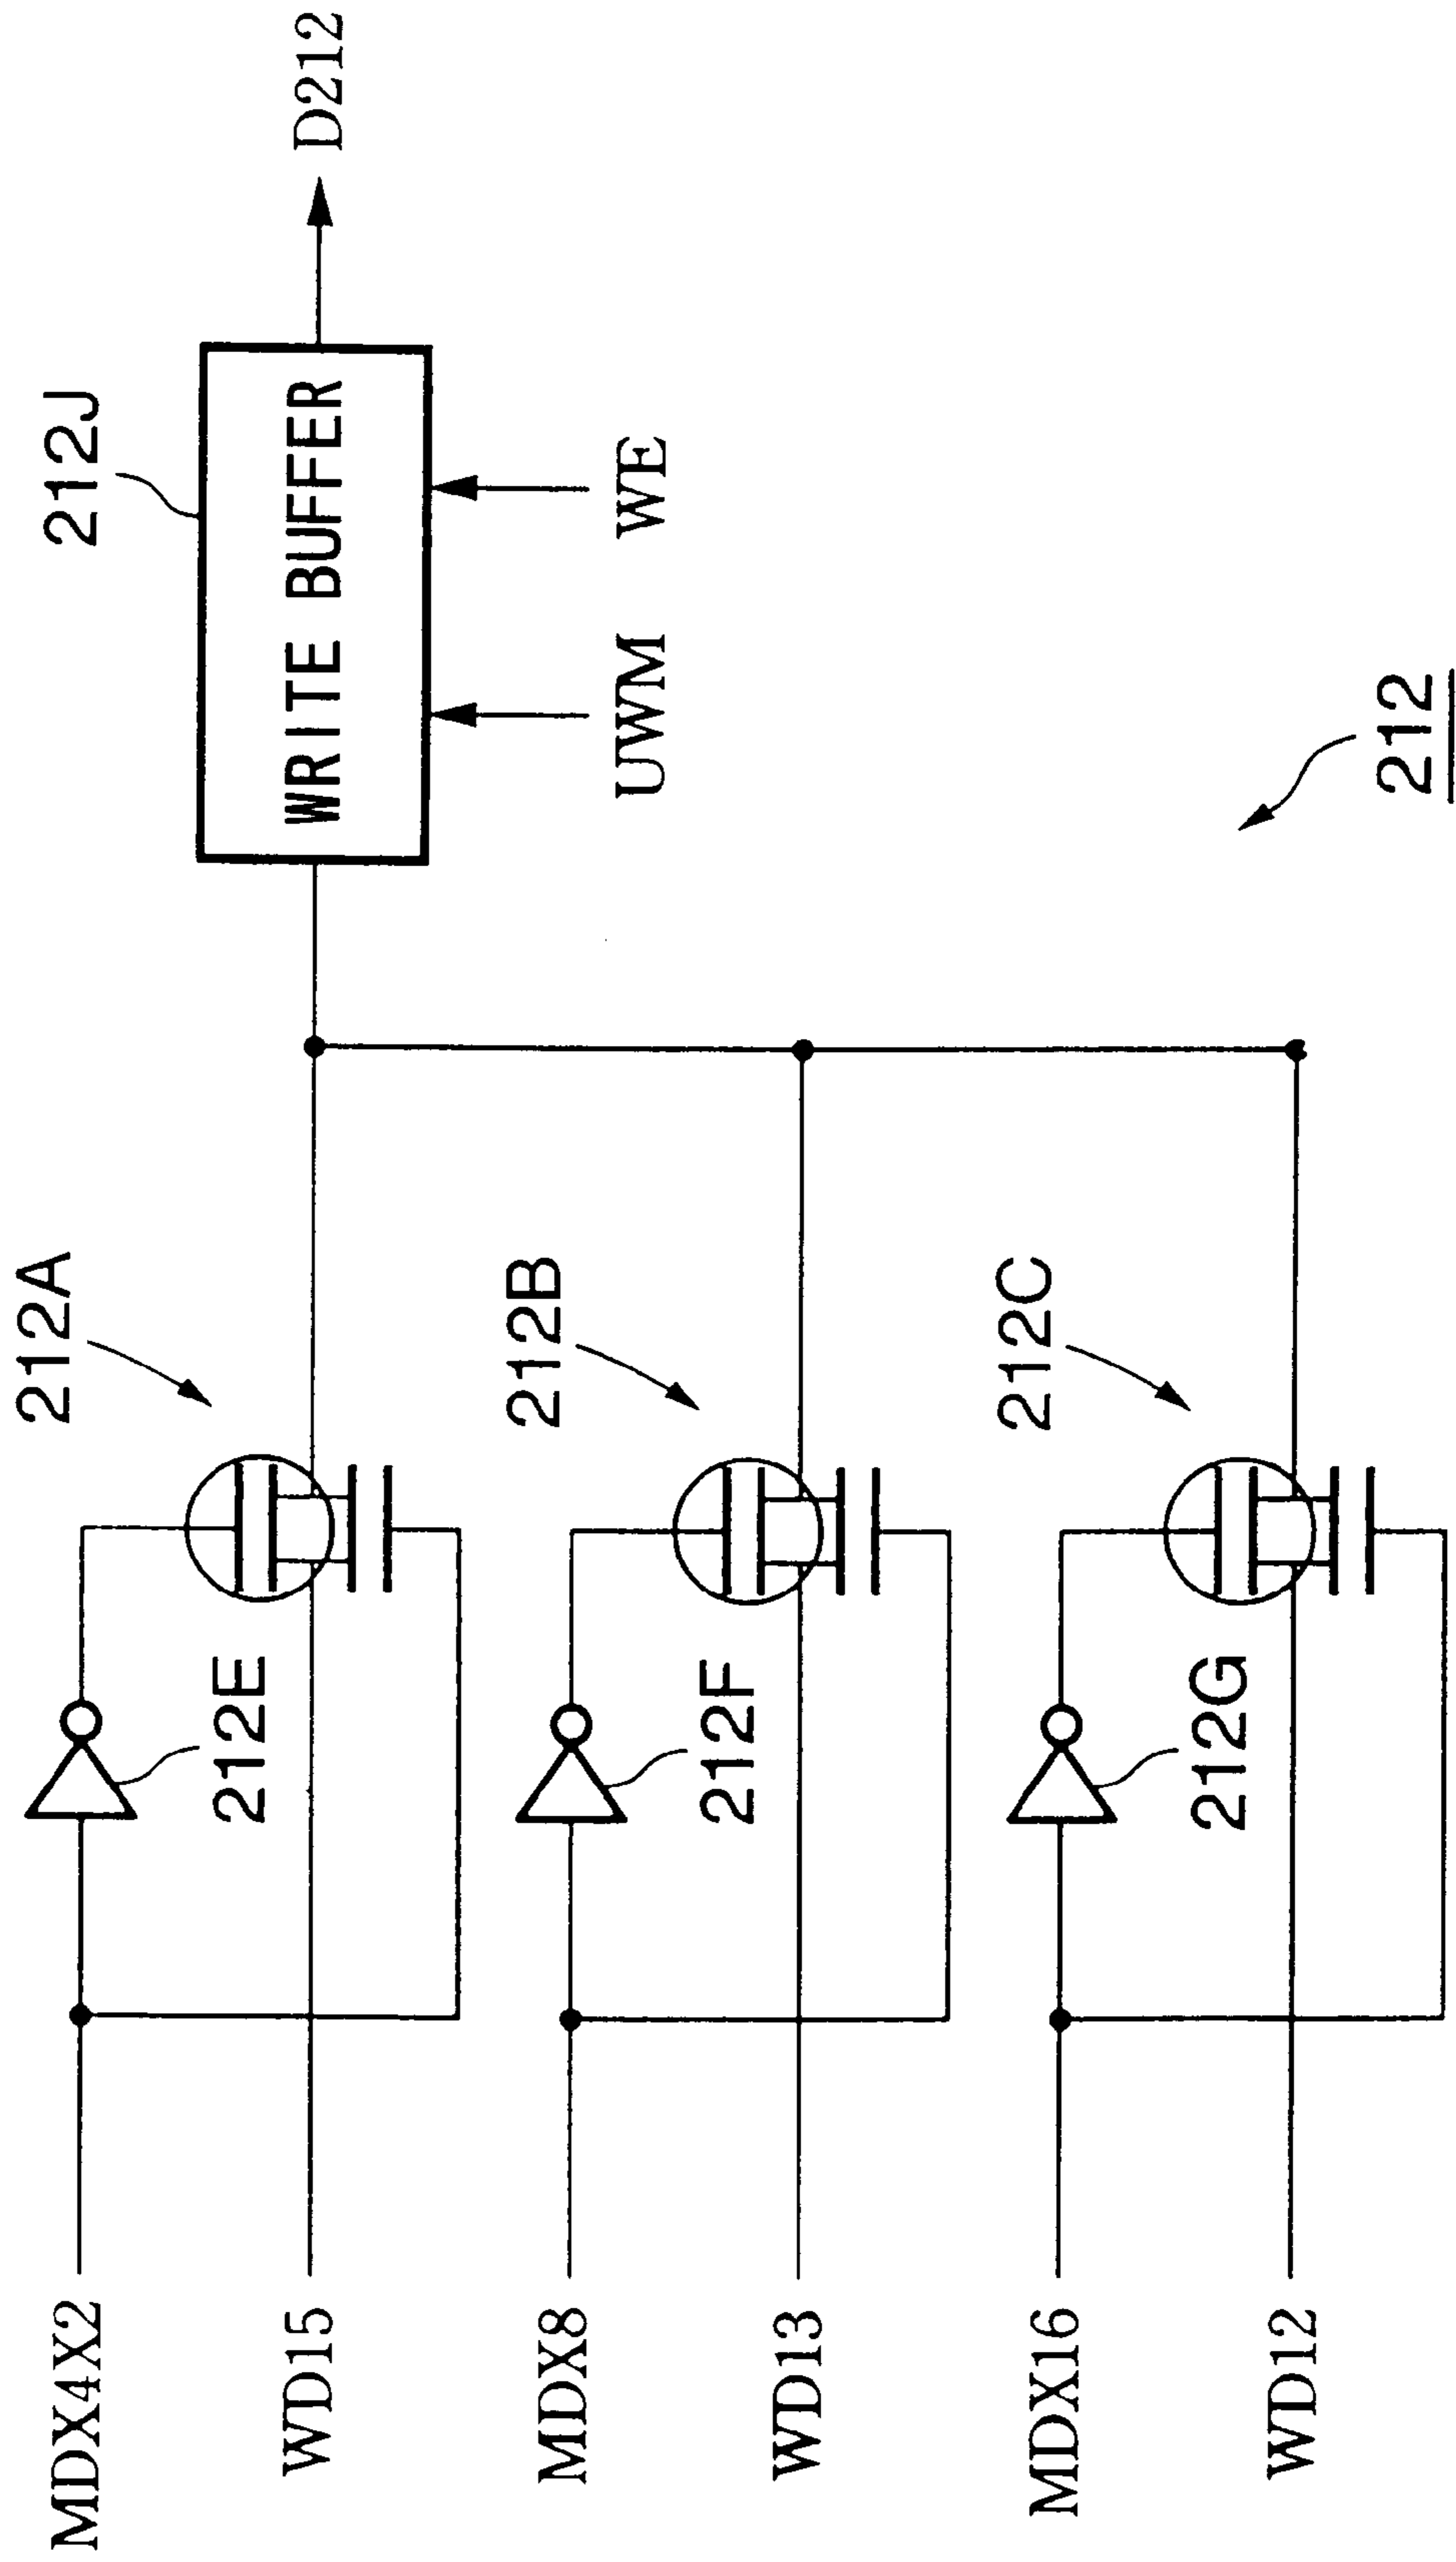 MDX4X2
WD15
212E
212A
MDX8
WD13
212F
212B
MDX16
WD12
212G
212C
212J
WRITE BUFFER
UWM
WE
D212
212